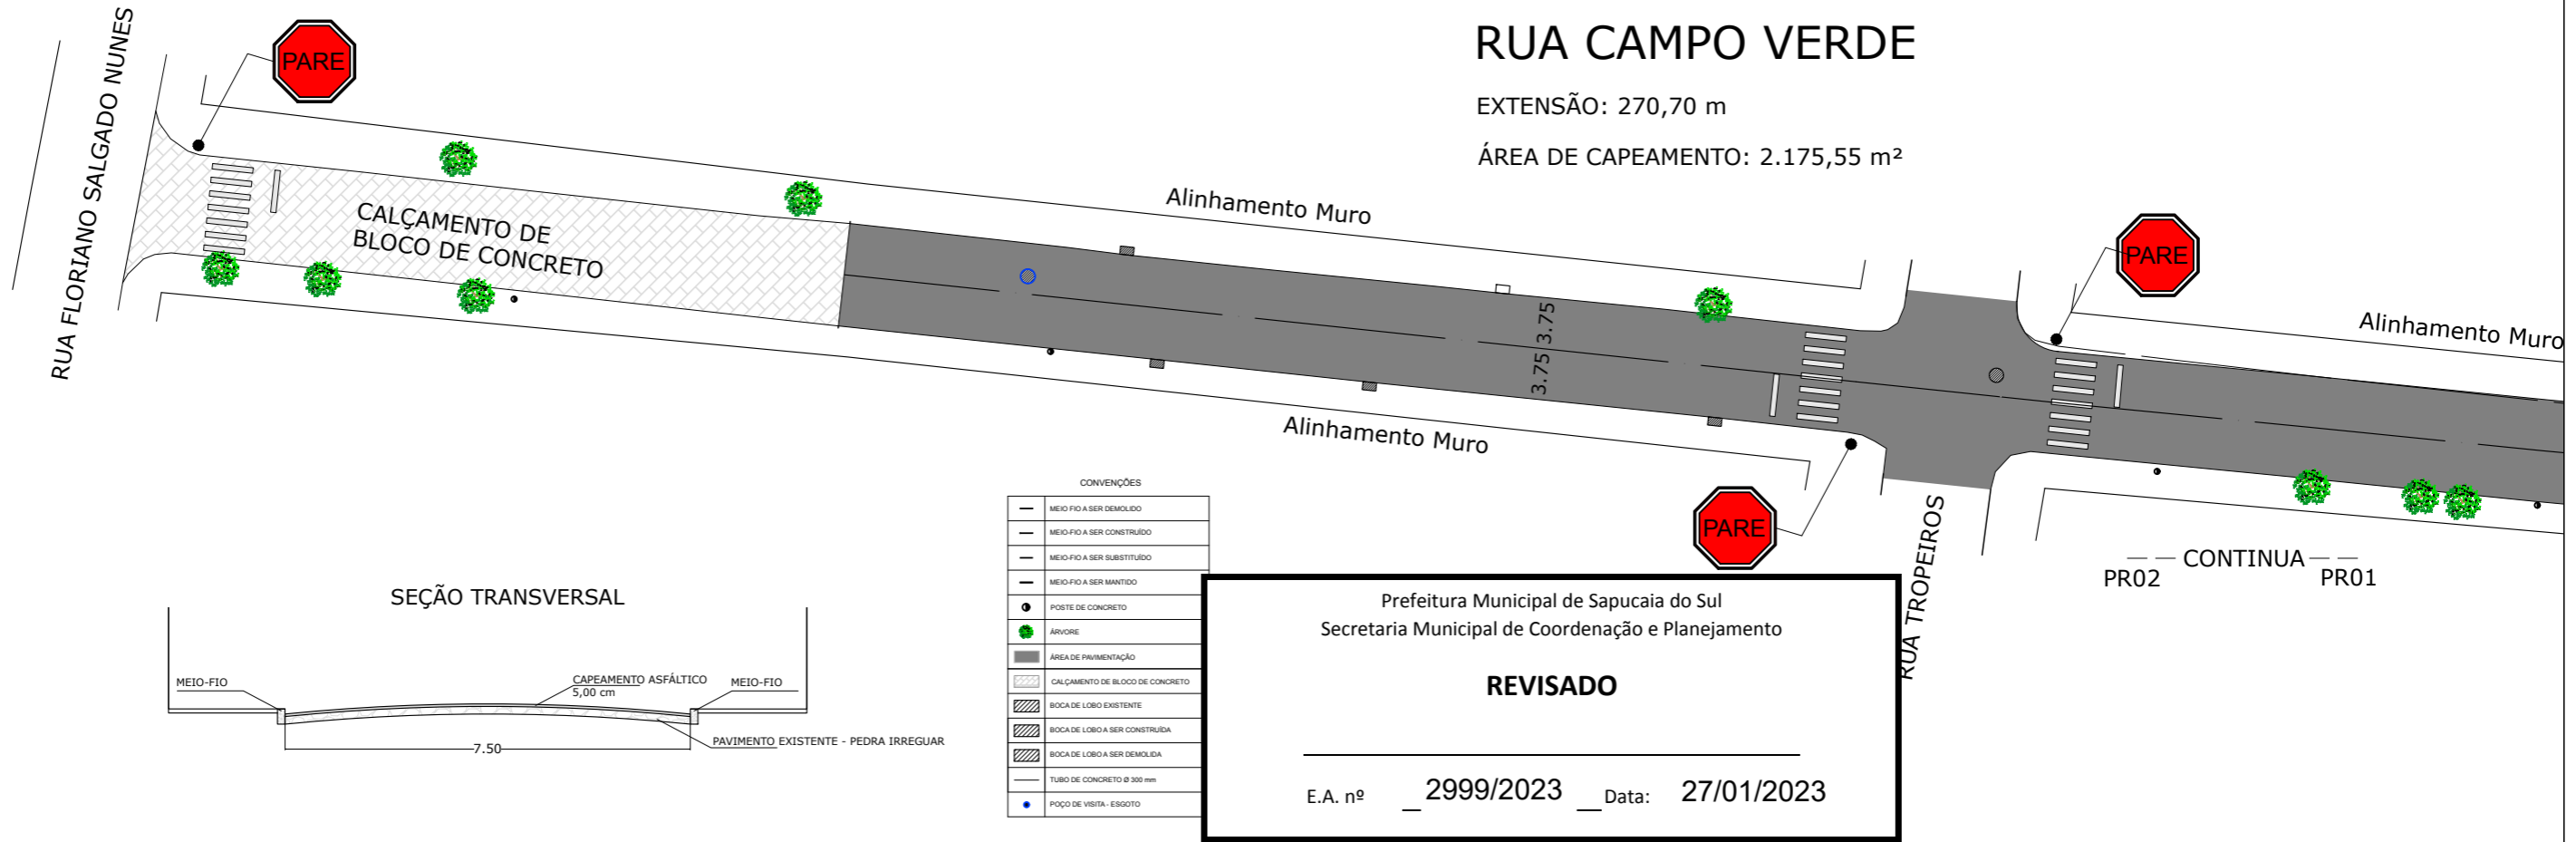 RUA CAMPO VERDE
EXTENSÃO: 270,70 m
ÁREA DE CAPEAMENTO: 2.175,55 m²
RUA FLORIANO SALGADO NUNES
PARE
CALÇAMENTO DE
BLOCO DE CONCRETO
Alinhamento Muro
3.75 3.75
Alinhamento Muro
PARE
Alinhamento Muro
PARE
RUA TROPEIROS
CONTINUA
PR02
PR01
SEÇÃO TRANSVERSAL
MEIO-FIO
CAPEAMENTO ASFÁLTICO
5,00 cm
MEIO-FIO
7.50
PAVIMENTO EXISTENTE - PEDRA IRREGUAR
CONVENÇÕES
MEIO FIO A SER DEMOLIDO
MEIO-FIO A SER CONSTRUÍDO
MEIO-FIO A SER SUBSTITUÍDO
MEIO-FIO A SER MANTIDO
POSTE DE CONCRETO
ÁRVORE
ÁREA DE PAVIMENTAÇÃO
CALÇAMENTO DE BLOCO DE CONCRETO
BOCA DE LOBO EXISTENTE
BOCA DE LOBO A SER CONSTRUÍDA
BOCA DE LOBO A SER DEMOLIDA
TUBO DE CONCRETO Ø 300 mm
POÇO DE VISITA - ESGOTO
Prefeitura Municipal de Sapucaia do Sul
Secretaria Municipal de Coordenação e Planejamento
REVISADO
E.A. nº 2999/2023 Data: 27/01/2023